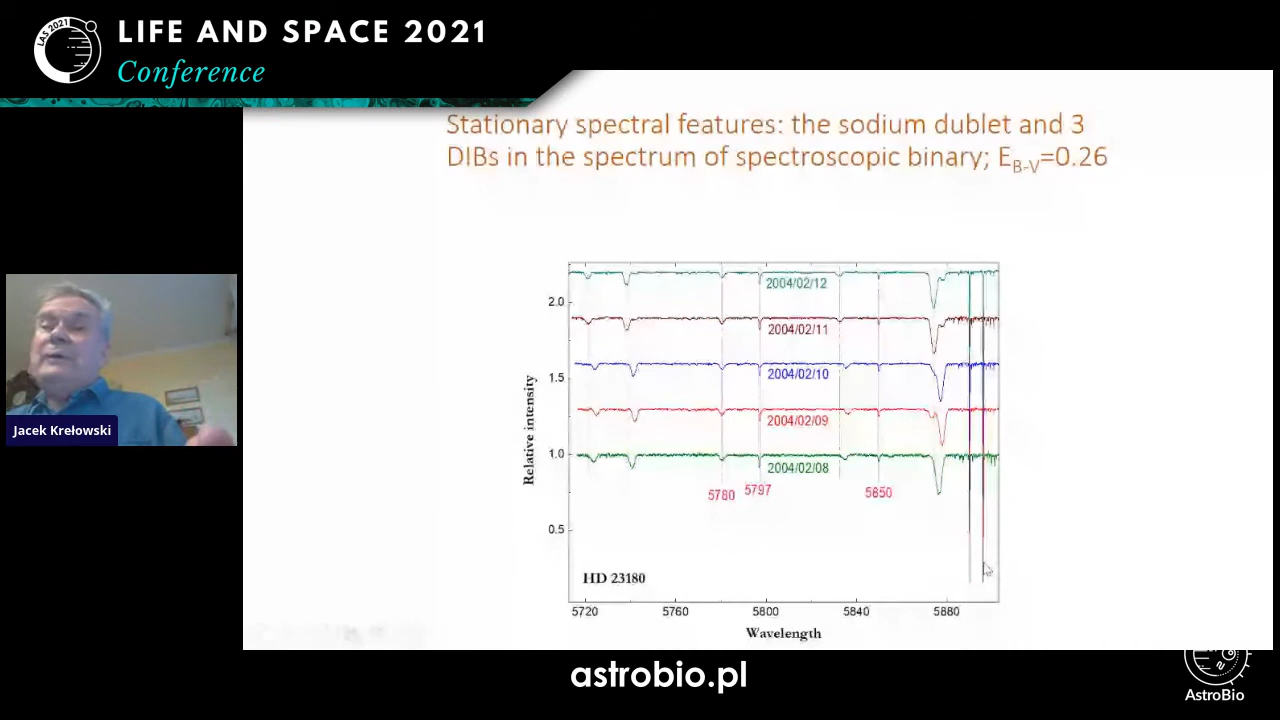 LAS 2021
LIFE AND SPACE 2021
Conference
Stationary spectral features: the sodium dublet and 3
DIBs in the spectrum of spectroscopic binary; E_B-V=0.26
2004/02/12
2.0
2004/02/11
1.5
2004/02/10
2004/02/09
1.0
2004/02/08
5780
5797
5850
0.5
Relative intensity
HD 23180
5720
5760
5800
5840
5880
Wavelength
Jacek Krełowski
astrobio.pl
AstroBio